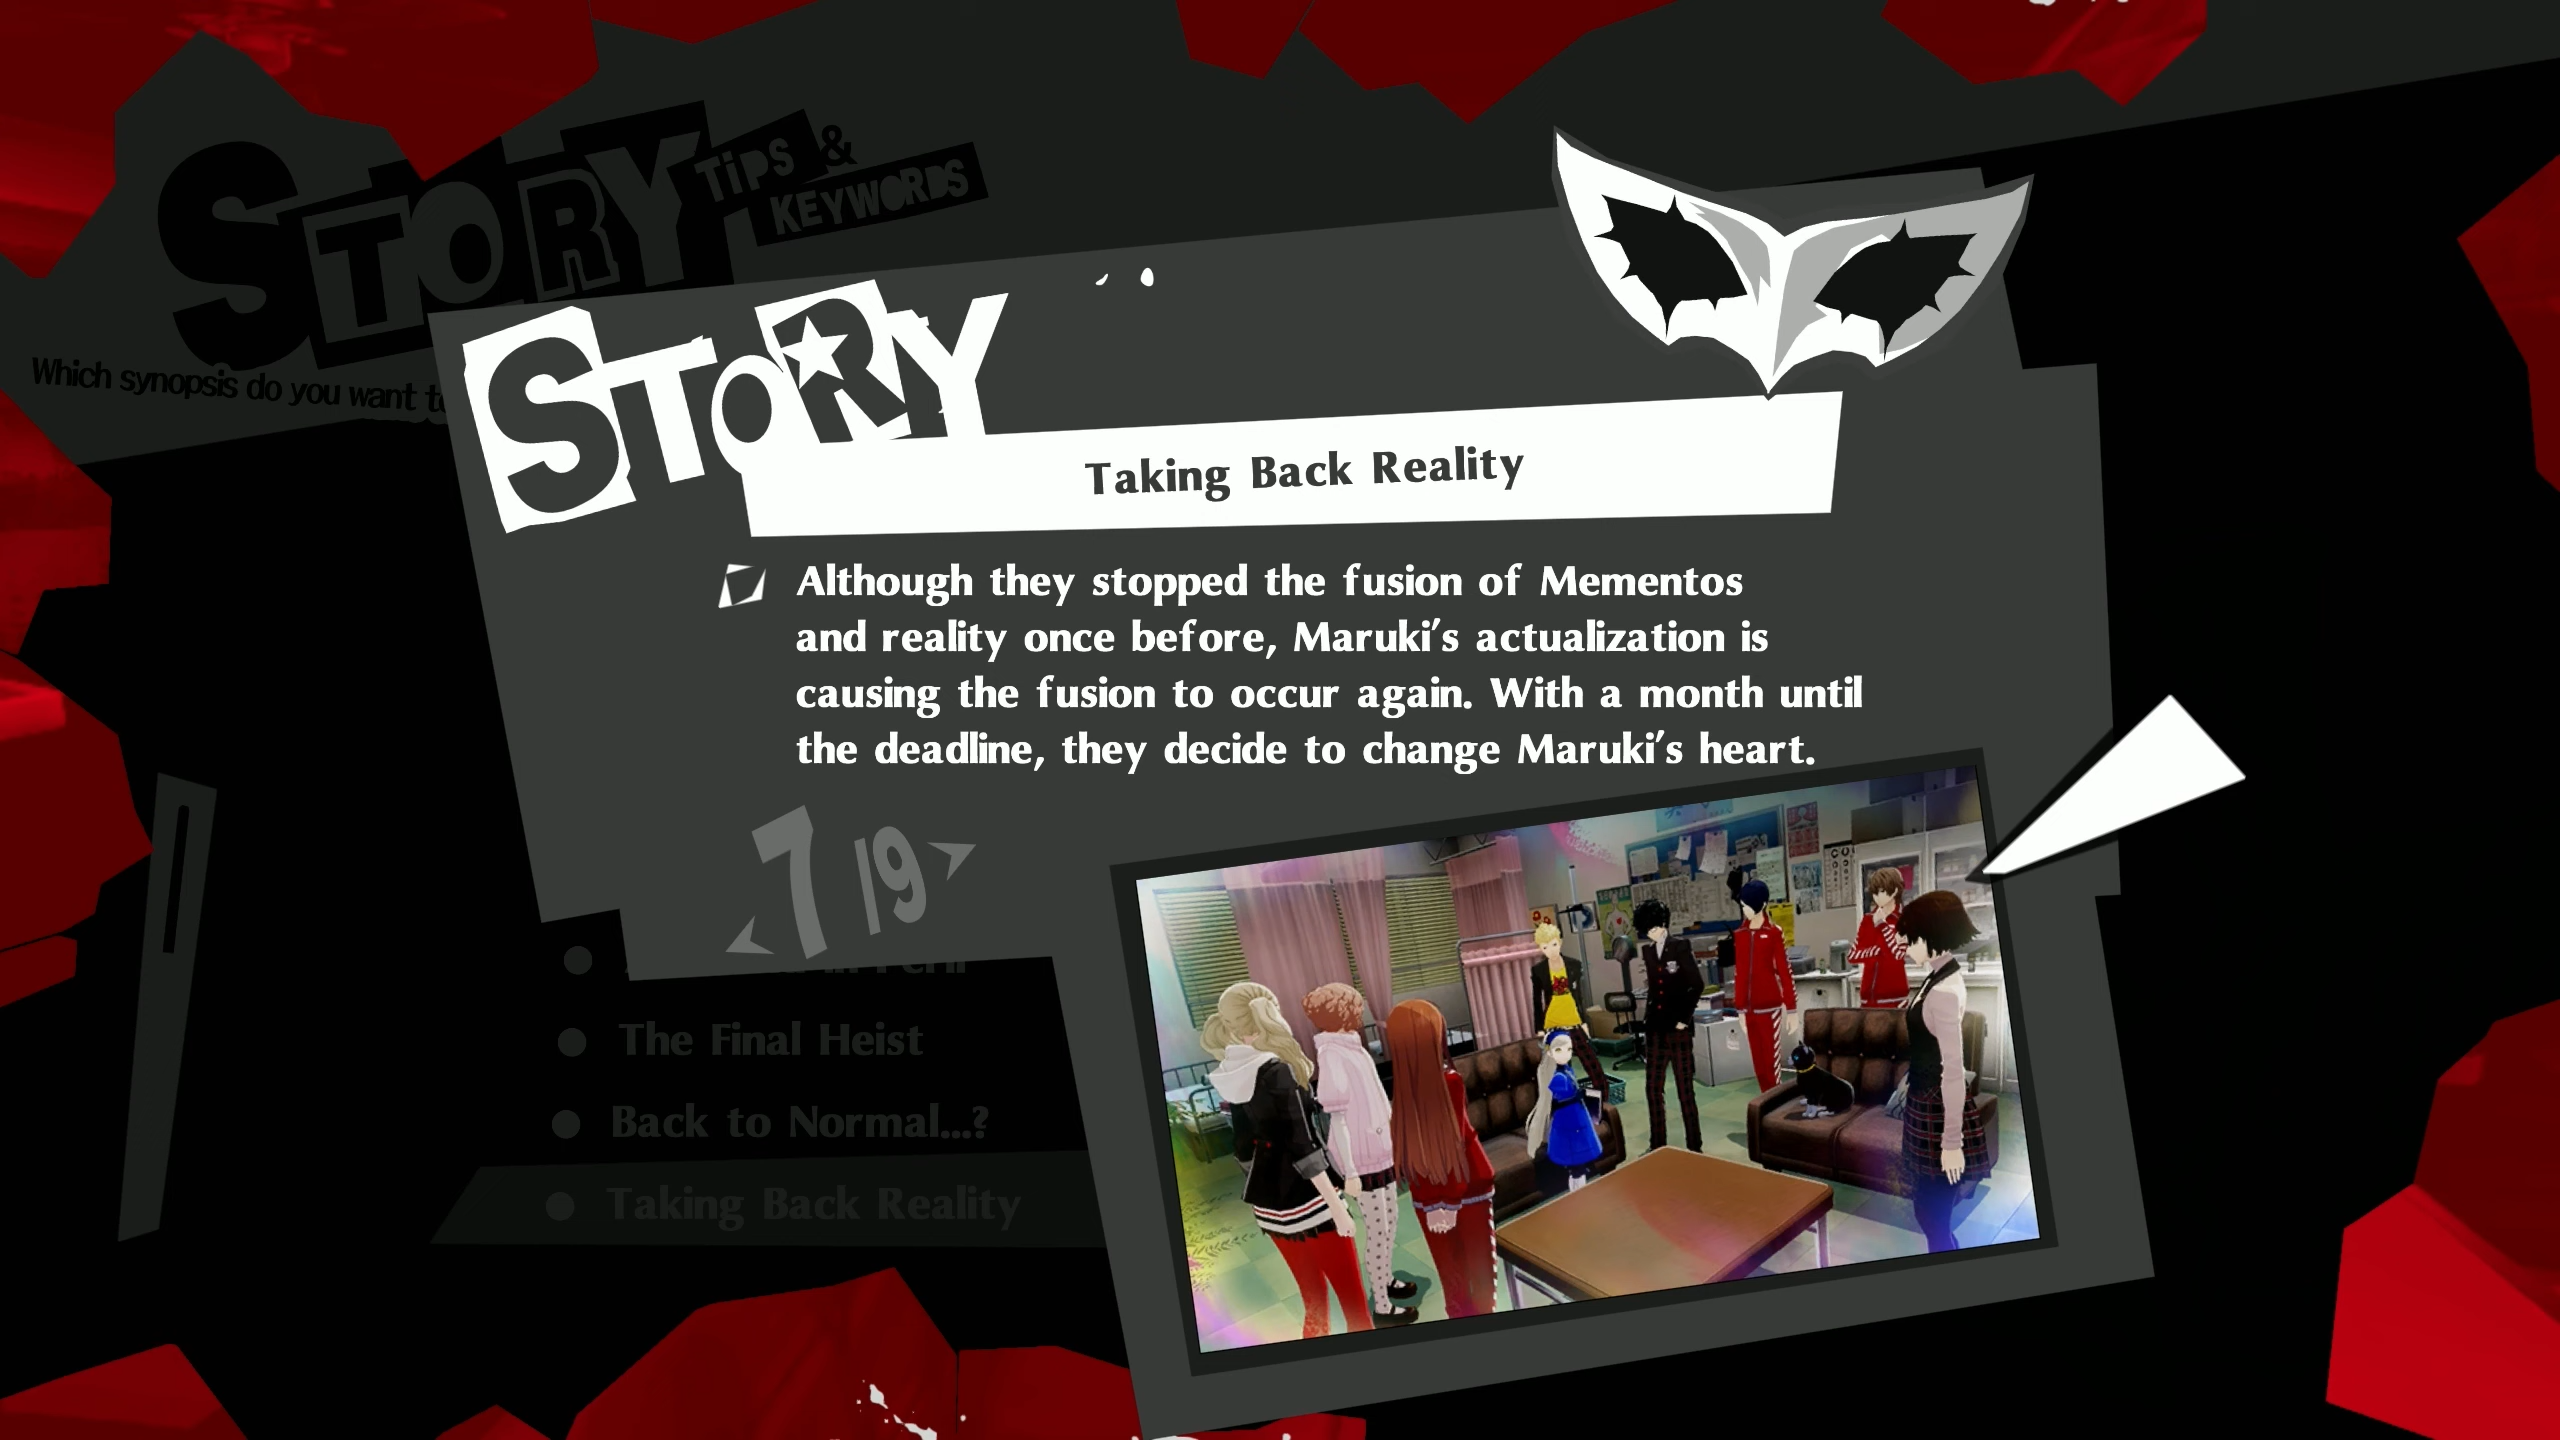 STORY TIPS &
KEYWORDS
Which synopsis do you want to
STORY
Taking Back Reality
Although they stopped the fusion of Mementos
and reality once before, Maruki's actualization is
causing the fusion to occur again. With a month until
the deadline, they decide to change Maruki's heart.
7/9
The Final Heist
Back to Normal...?
Taking Back Reality